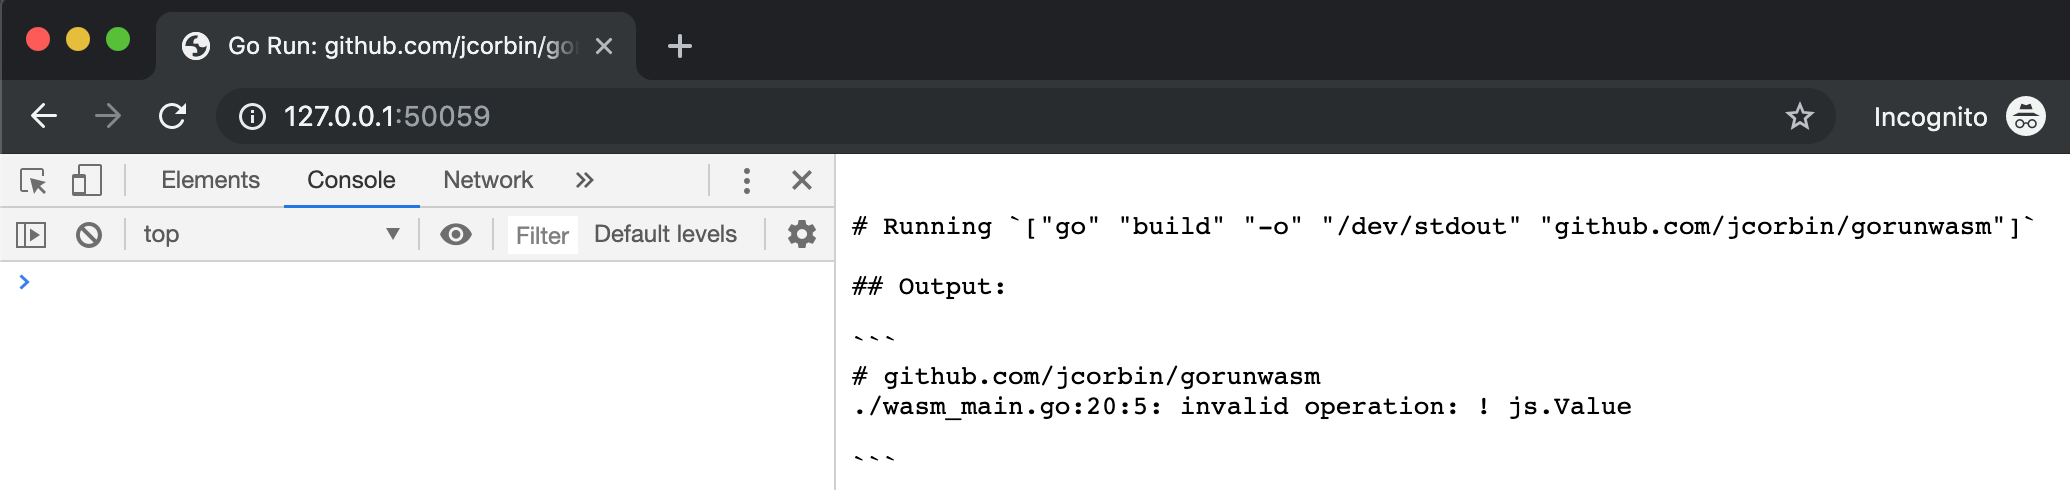 Go Run: github.com/jcorbin/go
127.0.0.1:50059
Incognito
Elements Console Network
top Filter Default levels
# Running `["go" "build" "-o" "/dev/stdout" "github.com/jcorbin/gorunwasm"]`
## Output:
```
# github.com/jcorbin/gorunwasm
./wasm_main.go:20:5: invalid operation: ! js.Value
```